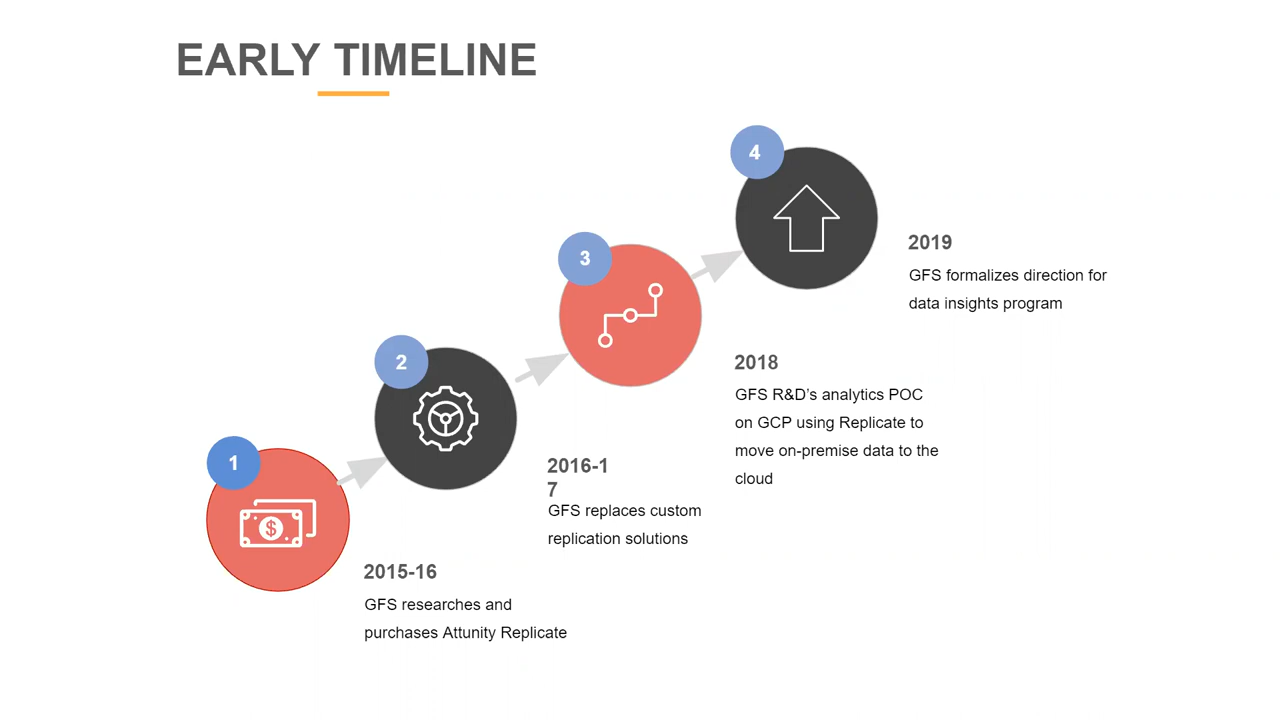 EARLY TIMELINE
1
$
2015-16
GFS researches and
purchases Attunity Replicate
2
2016-1
7
GFS replaces custom
replication solutions
3
2018
GFS R&D’s analytics POC
on GCP using Replicate to
move on-premise data to the
cloud
4
2019
GFS formalizes direction for
data insights program